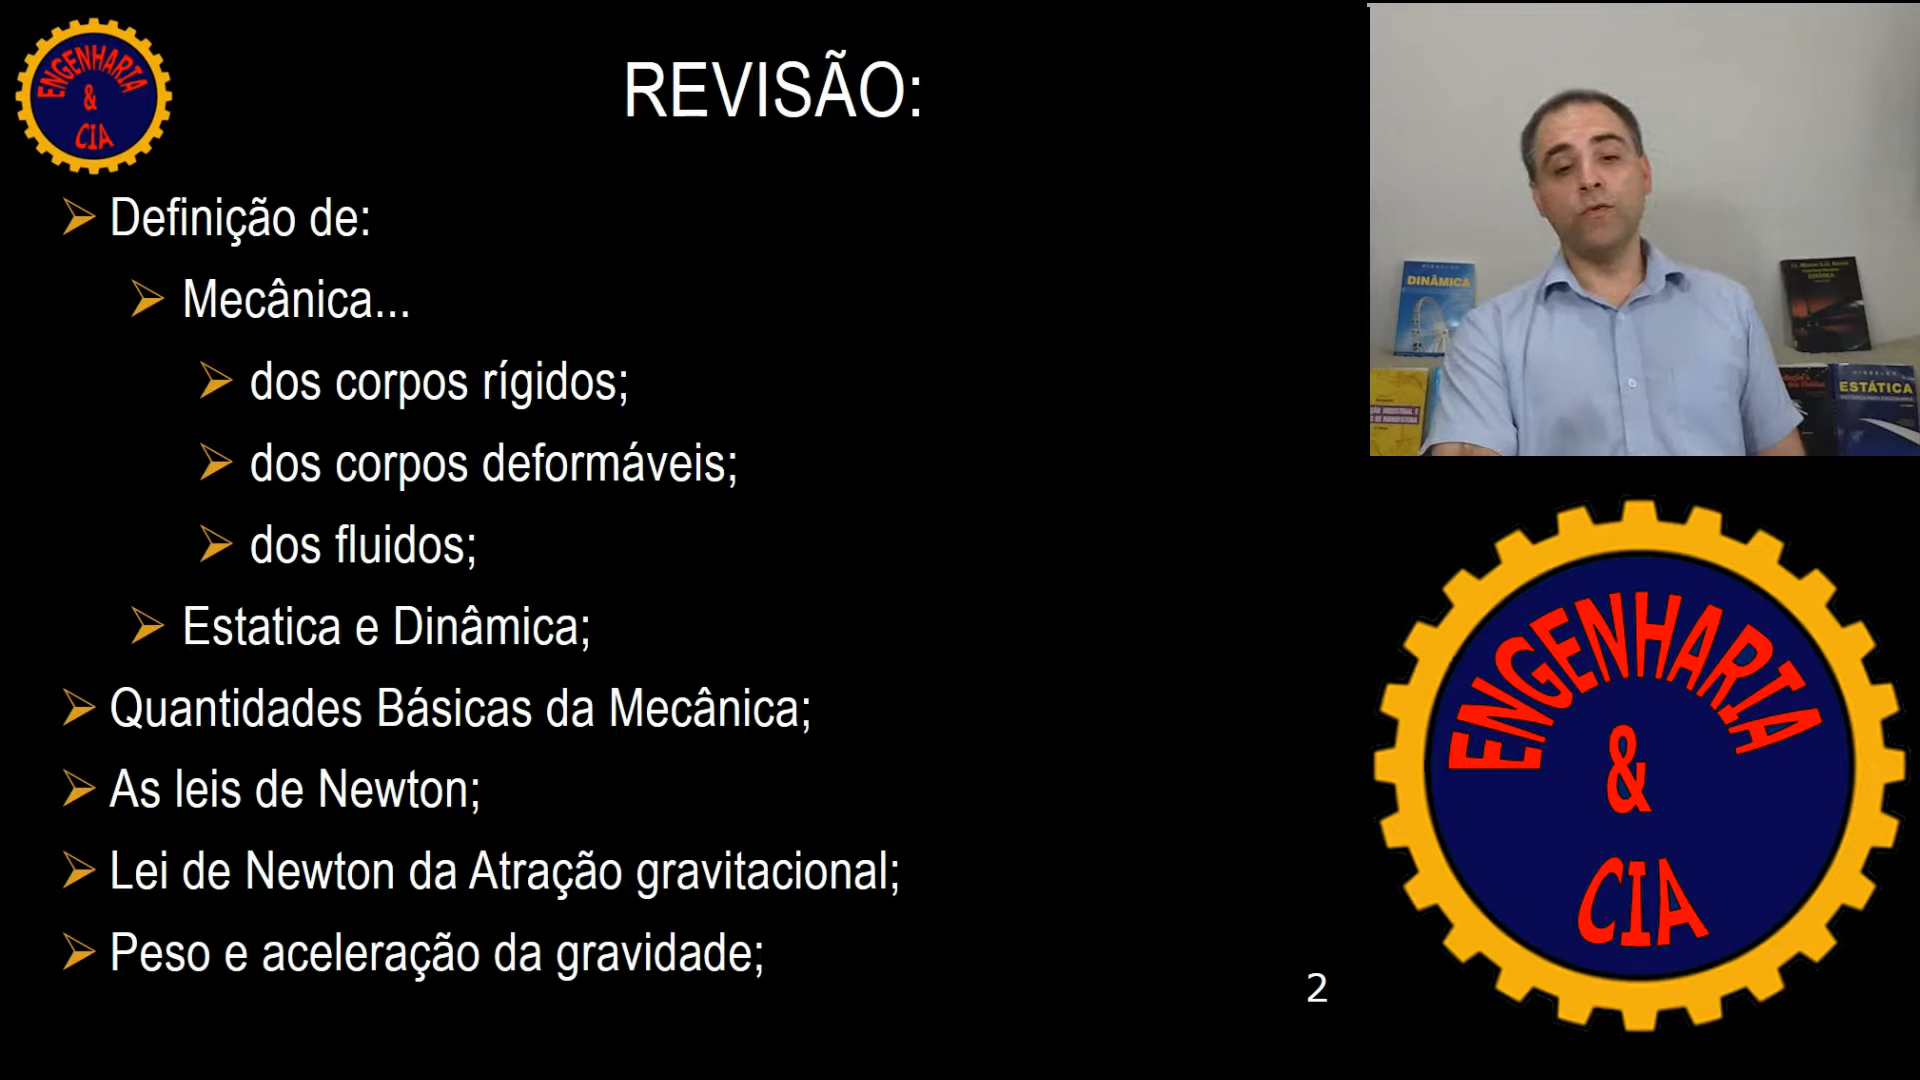 ENGENHARIA
&
CIA
REVISÃO:
Definição de:
Mecânica...
dos corpos rígidos;
dos corpos deformáveis;
dos fluidos;
Estatica e Dinâmica;
Quantidades Básicas da Mecânica;
As leis de Newton;
Lei de Newton da Atração gravitacional;
Peso e aceleração da gravidade;
2
HIBBELER
DINÂMICA
HIBBELER
ESTÁTICA
ENGENHARIA
&
CIA